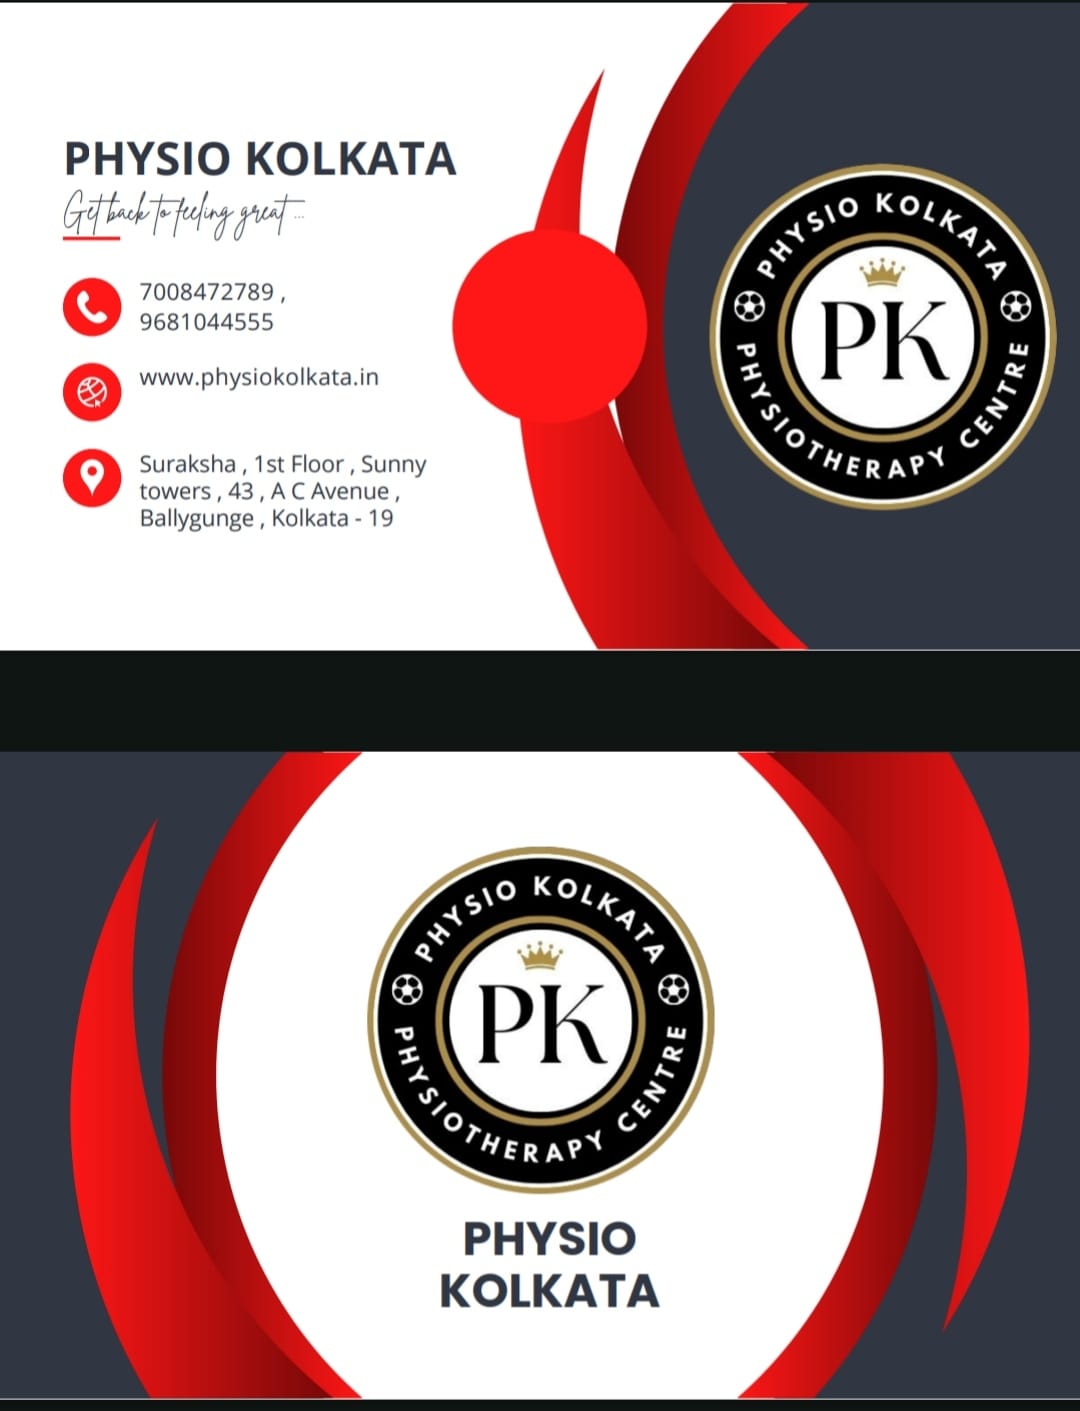 PHYSIO KOLKATA
Get back to feeling great ...
7008472789 ,
9681044555
www.physiokolkata.in
Suraksha , 1st Floor , Sunny
towers , 43 , A C Avenue ,
Ballygunge , Kolkata - 19
PHYSIO KOLKATA
PK
PHYSIOTHERAPY CENTRE
PHYSIO KOLKATA
PK
PHYSIOTHERAPY CENTRE
PHYSIO
KOLKATA